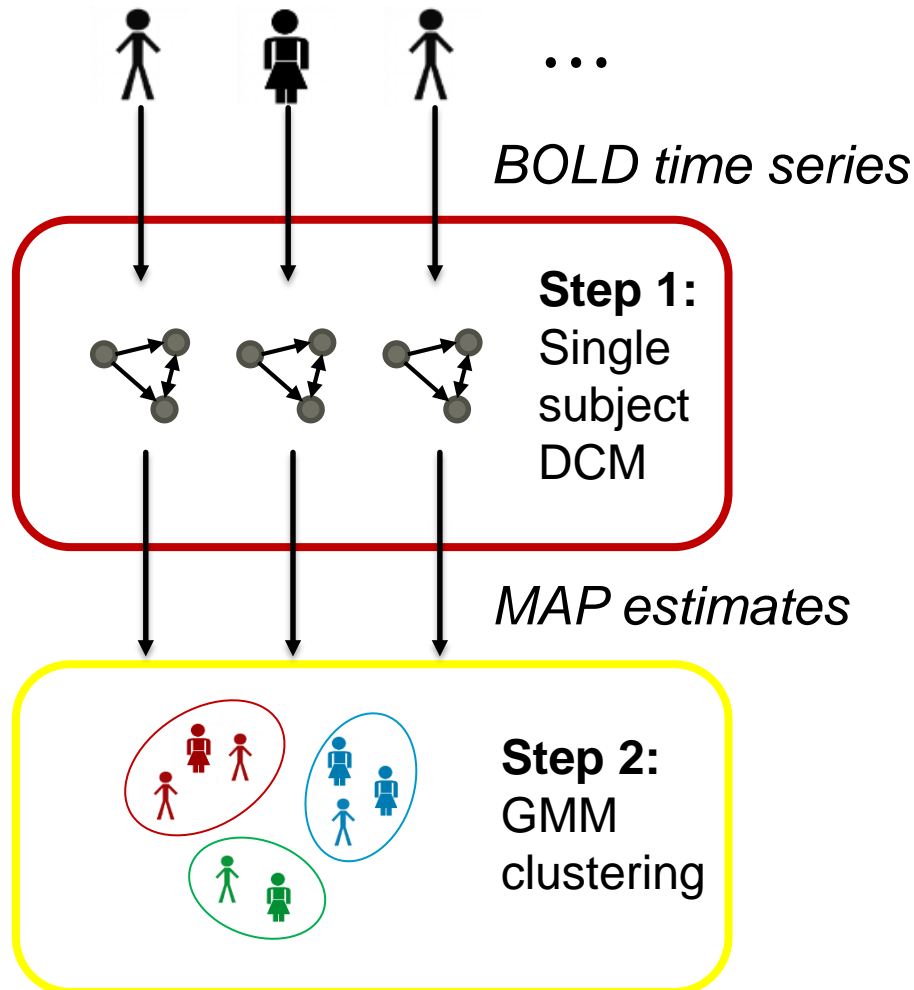 ...
BOLD time series
Step 1:
Single
subject
DCM
MAP estimates
Step 2:
GMM
clustering